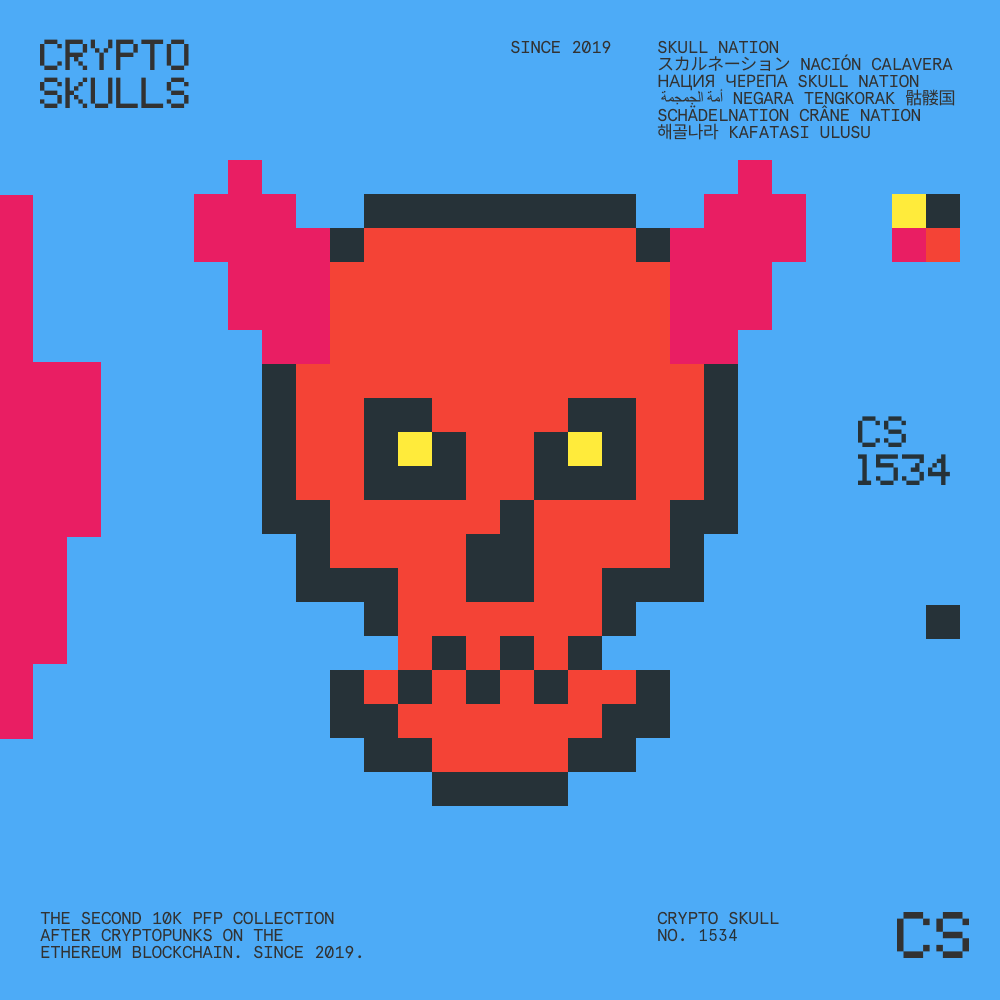 CRYPTO
SKULLS
SINCE 2019
SKULL NATION
スカルネーション NACIÓN CALAVERA
НАЦИЯ ЧЕРЕПА SKULL NATION
أمة الجمجمة NEGARA TENGKORAK 骷髅国
SCHÄDELNATION CRÂNE NATION
해골나라 KAFATASI ULUSU
CS
1534
THE SECOND 10K PFP COLLECTION
AFTER CRYPTOPUNKS ON THE
ETHEREUM BLOCKCHAIN. SINCE 2019.
CRYPTO SKULL
NO. 1534
CS